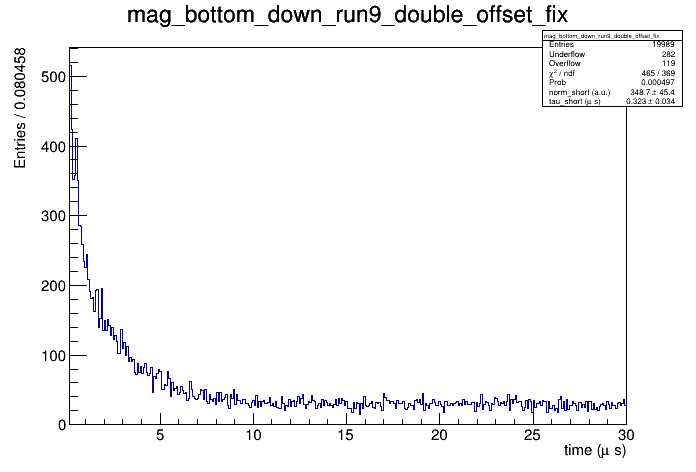 mag_bottom_down_run9_double_offset_fix
mag_bottom_down_run9_double_offset_fix
Entries 19989
Underflow 282
Overflow 119
χ² / ndf 465 / 369
Prob 0.000497
norm_short (a.u.) 348.7 ± 45.4
tau_short (μ s) 0.323 ± 0.034
Entries / 0.080458
500
400
300
200
100
0
5 10 15 20 25 30
time (μ s)